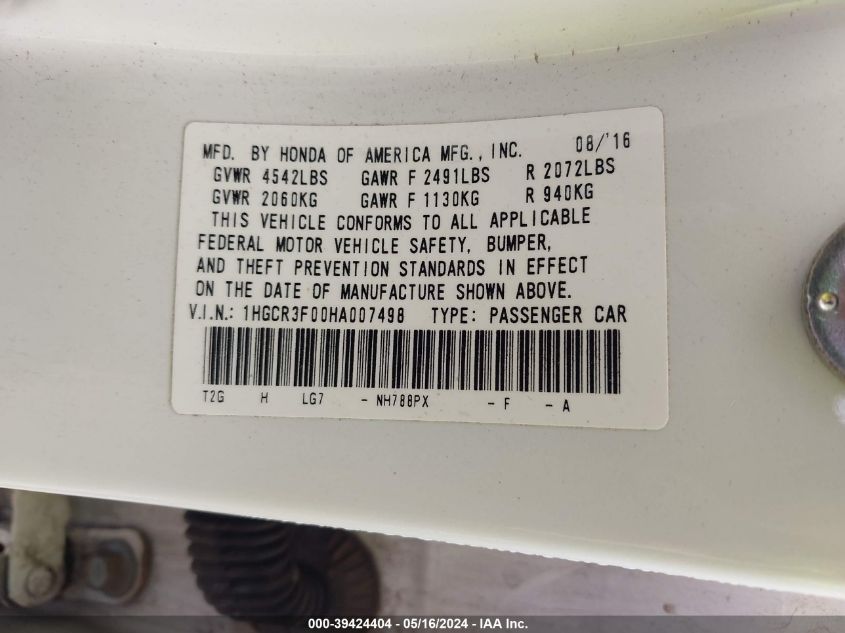 MFD. BY HONDA OF AMERICA MFG., INC. 08/'16
GVWR 4542LBS GAWR F 2491LBS R 2072LBS
GVWR 2060KG GAWR F 1130KG R 940KG
THIS VEHICLE CONFORMS TO ALL APPLICABLE
FEDERAL MOTOR VEHICLE SAFETY, BUMPER,
AND THEFT PREVENTION STANDARDS IN EFFECT
ON THE DATE OF MANUFACTURE SHOWN ABOVE.
V.I.N.: 1HGCR3F00HA007498 TYPE: PASSENGER CAR
T2G H LG7 - NH788PX - F - A
000-39424404 - 05/16/2024 - IAA Inc.